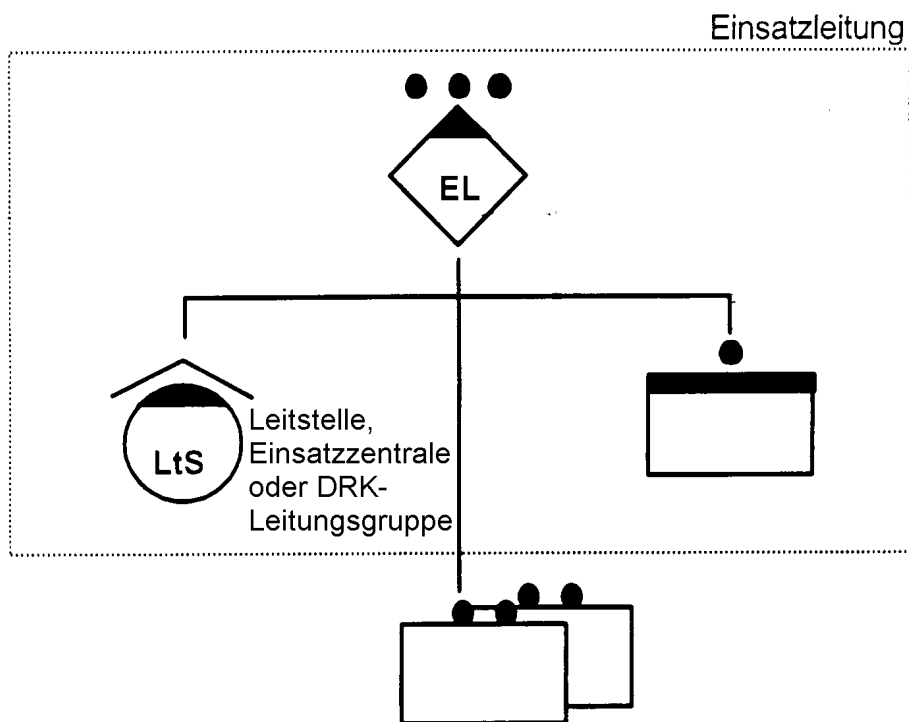 Einsatzleitung
EL
LtS
Leitstelle,
Einsatzzentrale
oder DRK-
Leitungsgruppe